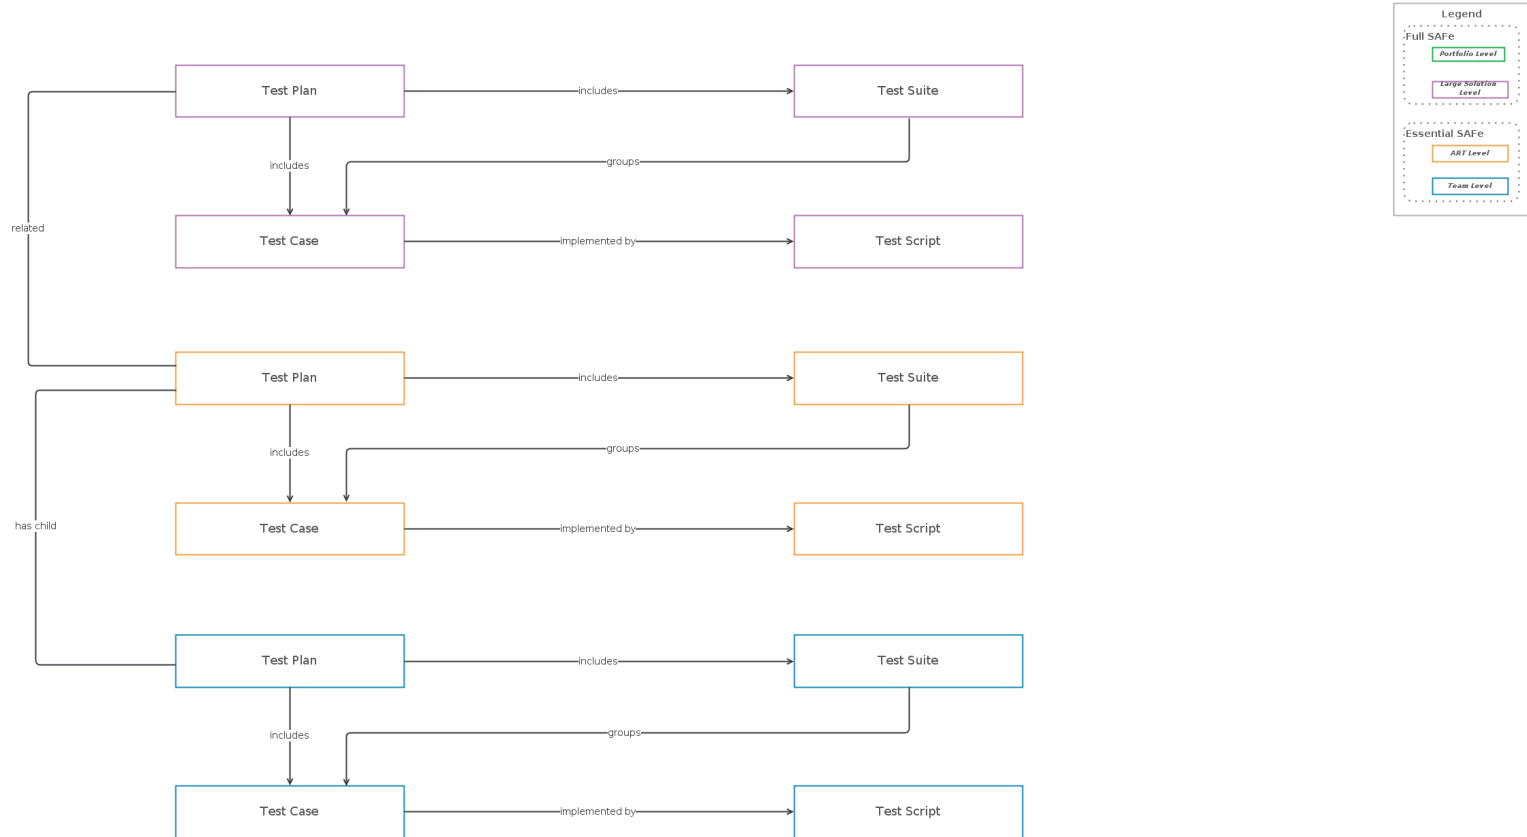 Legend
Full SAFe
Portfolio Level
Large Solution
Level
Essential SAFe
ART Level
Team Level
Test Plan
includes
Test Suite
includes
groups
related
Test Case
implemented by
Test Script
Test Plan
includes
Test Suite
includes
groups
has child
Test Case
implemented by
Test Script
Test Plan
includes
Test Suite
includes
groups
Test Case
implemented by
Test Script